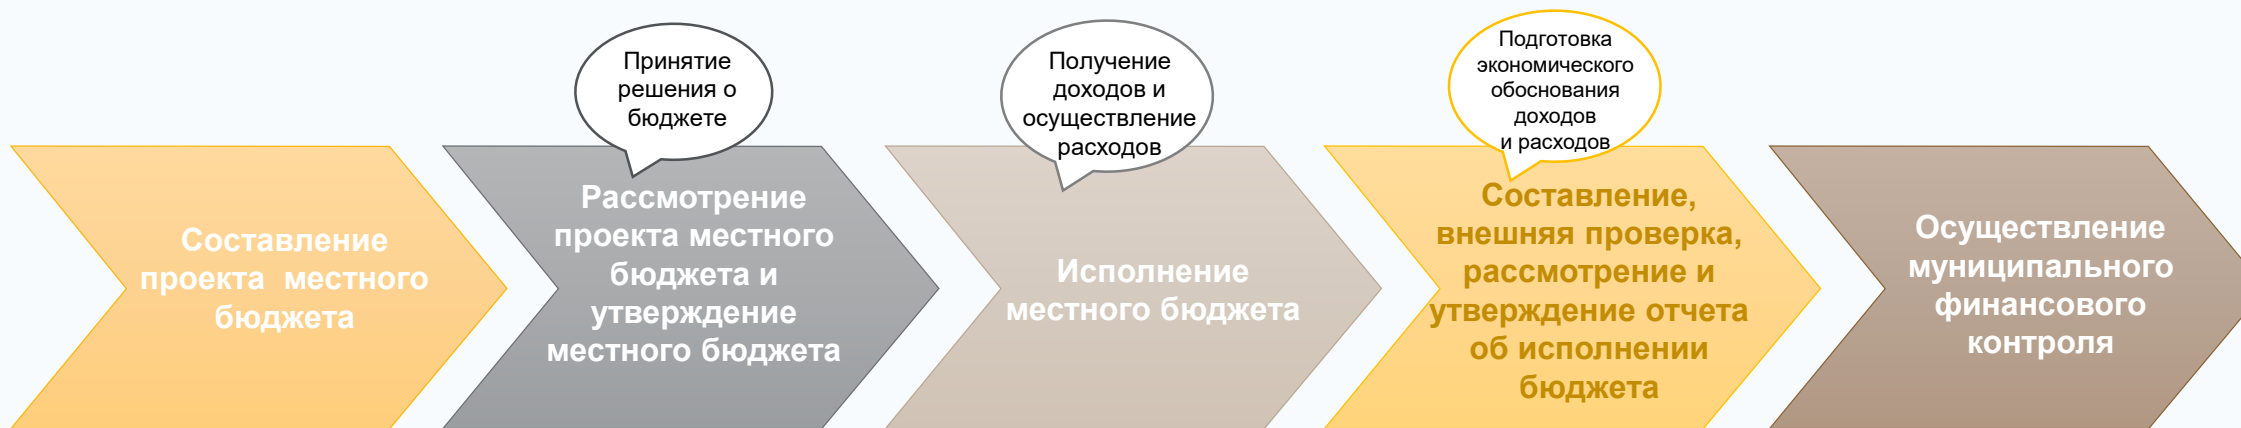 Составление
проекта местного
бюджета
Принятие
решения о
бюджете
Рассмотрение
проекта местного
бюджета и
утверждение
местного бюджета
Получение
доходов и
осуществление
расходов
Исполнение
местного бюджета
Подготовка
экономического
обоснования
доходов
и расходов
Составление,
внешняя проверка,
рассмотрение и
утверждение отчета
об исполнении
бюджета
Осуществление
муниципального
финансового
контроля